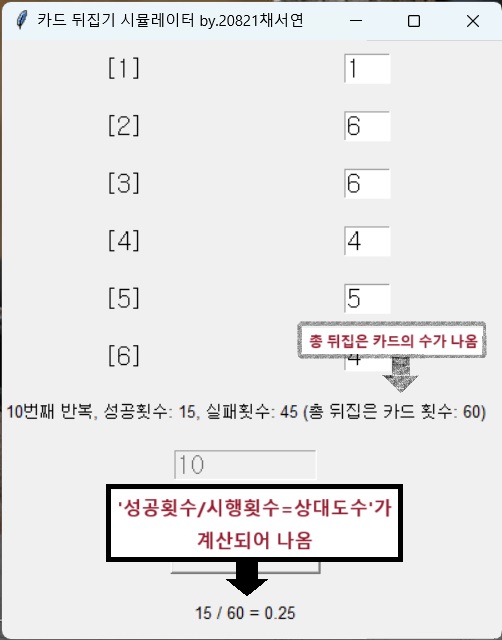 카드 뒤집기 시뮬레이터 by.20821채서연
[1] 1
[2] 6
[3] 6
[4] 4
[5] 5
총 뒤집은 카드의 수가 나옴
[6] 4
10번째 반복, 성공횟수: 15, 실패횟수: 45 (총 뒤집은 카드 횟수: 60)
10
'성공횟수/시행횟수=상대도수'가
계산되어 나옴
15 / 60 = 0.25